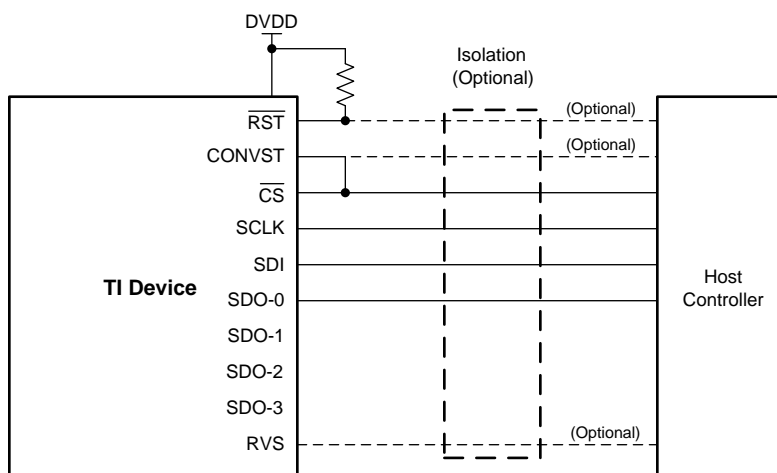 DVDD
Isolation
(Optional)
RST
(Optional)
CONVST
(Optional)
CS
SCLK
SDI
TI Device
SDO-0
Host
Controller
SDO-1
SDO-2
SDO-3
RVS
(Optional)